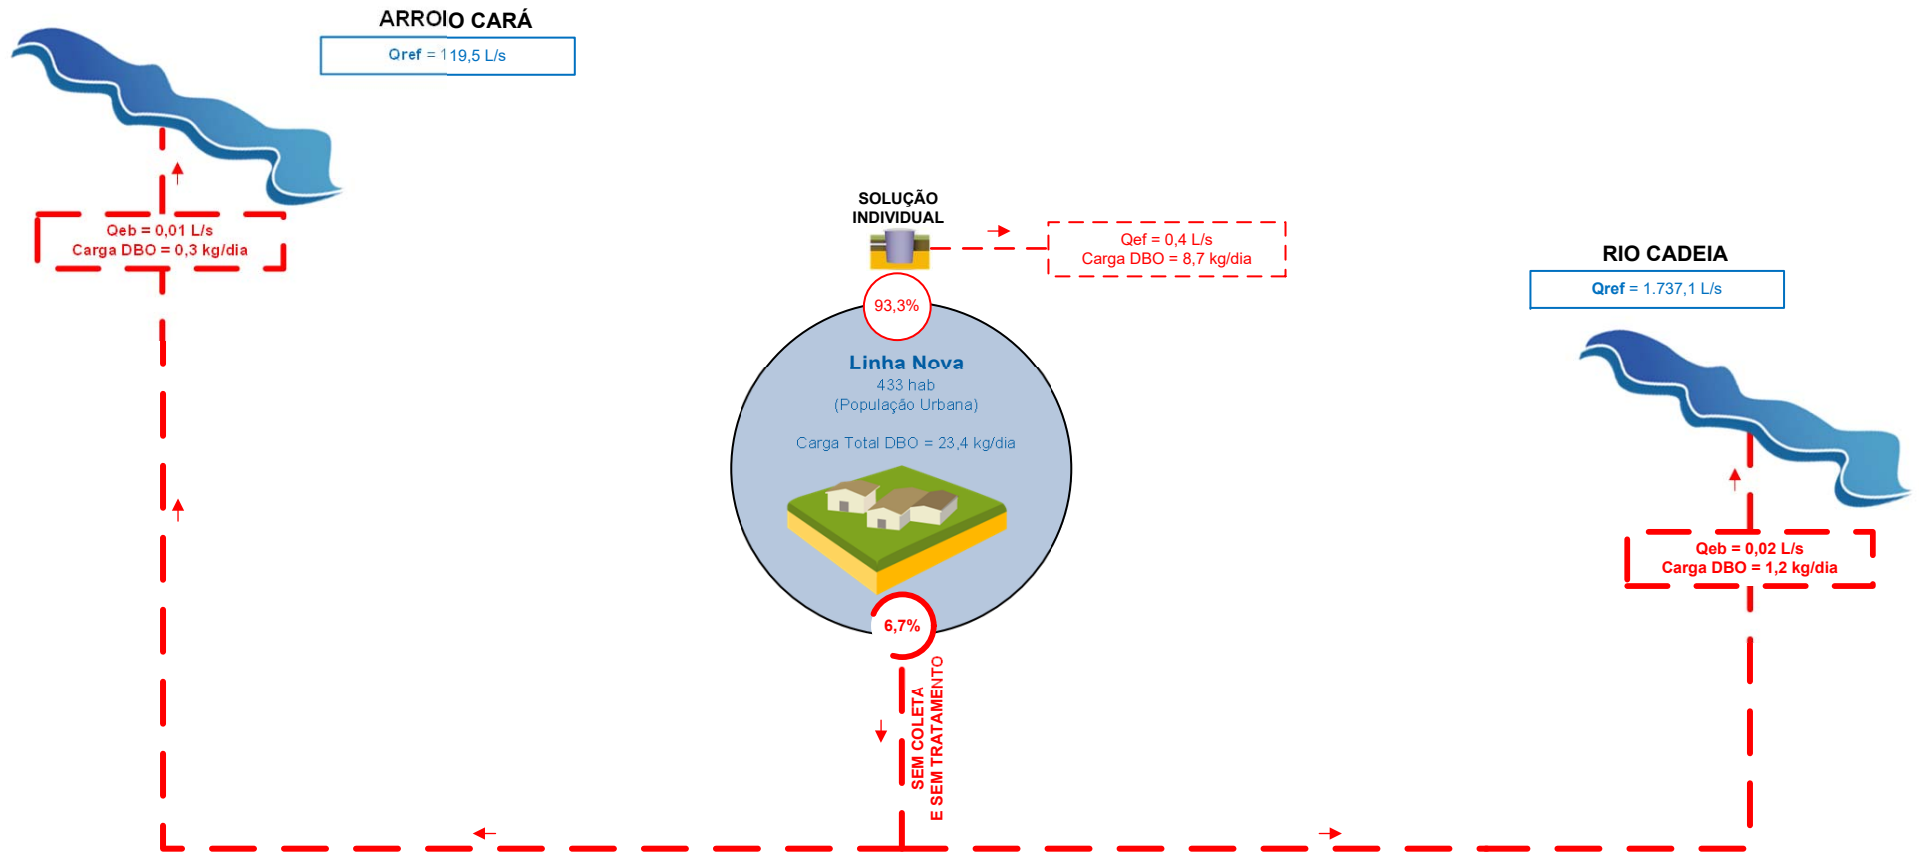 ARROIO CARÁ
Qref = 119,5 L/s
Qeb = 0,01 L/s
Carga DBO = 0,3 kg/dia
SOLUÇÃO
INDIVIDUAL
Qef = 0,4 L/s
Carga DBO = 8,7 kg/dia
93,3%
Linha Nova
433 hab
(População Urbana)
Carga Total DBO = 23,4 kg/dia
6,7%
SEM COLETA
E SEM TRATAMENTO
RIO CADEIA
Qref = 1.737,1 L/s
Qeb = 0,02 L/s
Carga DBO = 1,2 kg/dia